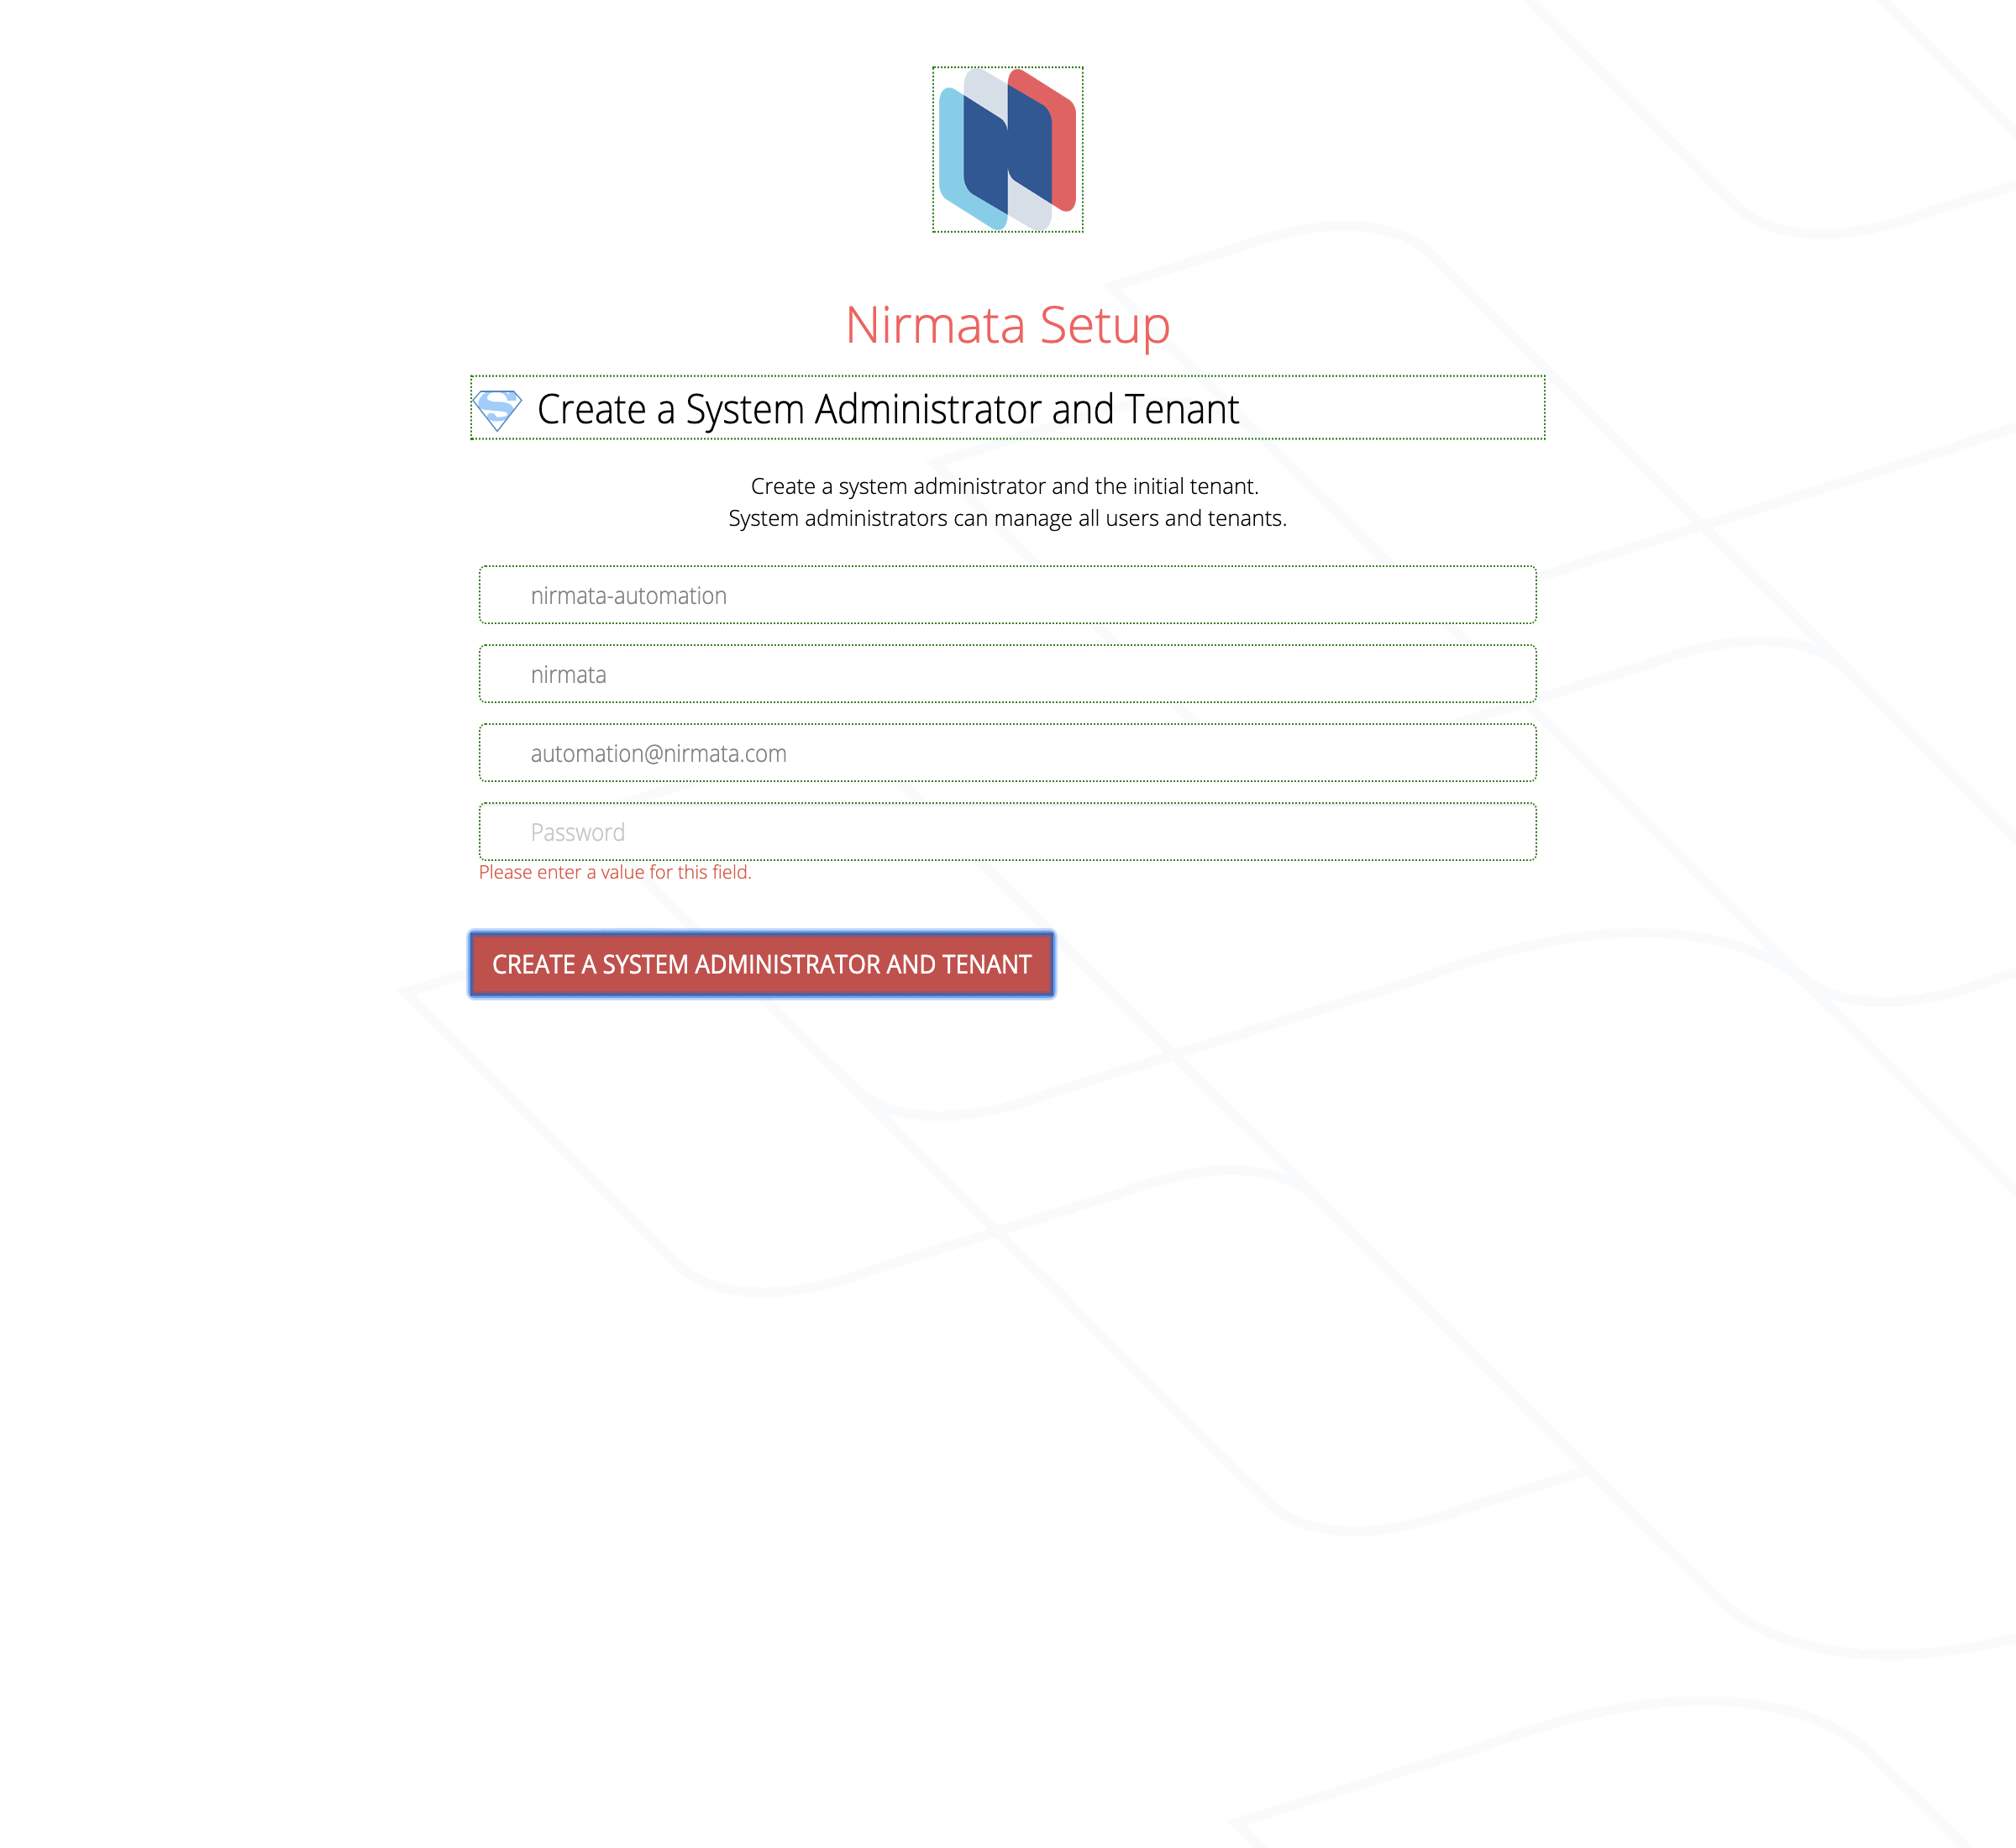 Nirmata Setup
Create a System Administrator and Tenant
Create a system administrator and the initial tenant.
System administrators can manage all users and tenants.
nirmata-automation
nirmata
automation@nirmata.com
Password
Please enter a value for this field.
CREATE A SYSTEM ADMINISTRATOR AND TENANT